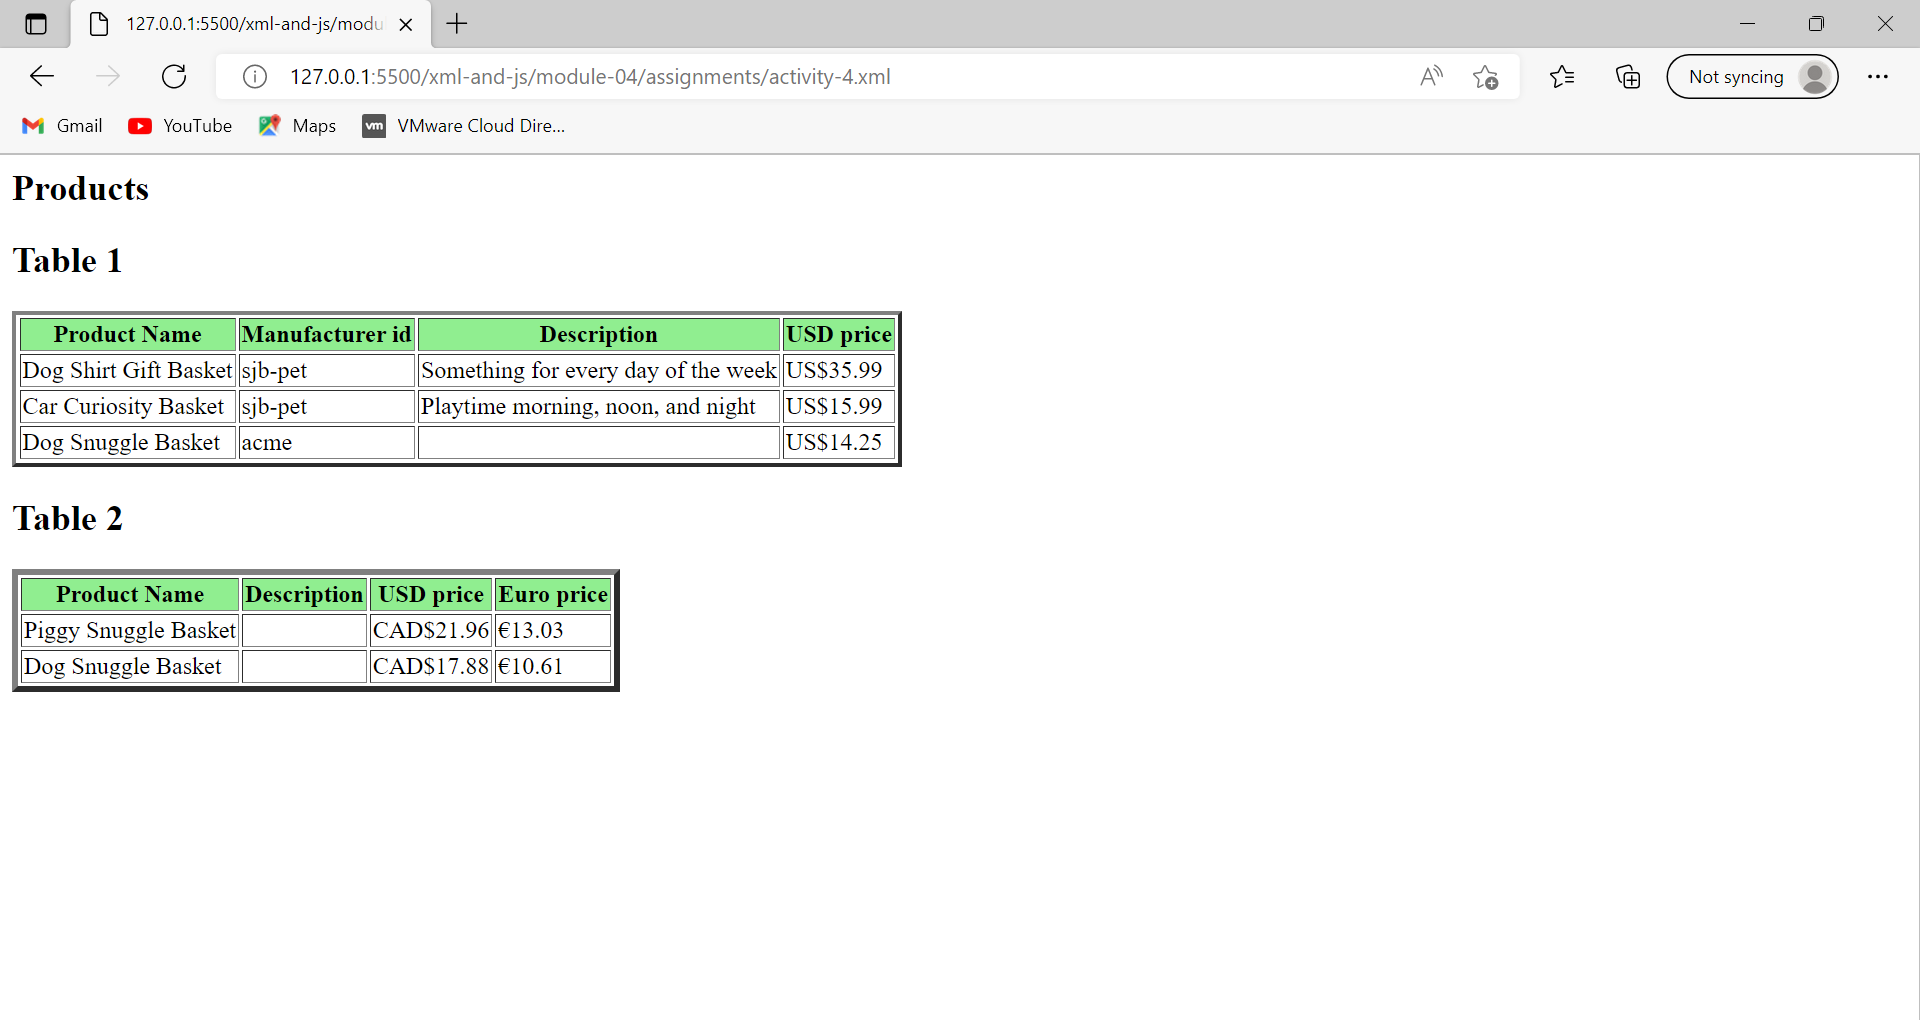 127.0.0.1:5500/xml-and-js/modu
127.0.0.1:5500/xml-and-js/module-04/assignments/activity-4.xml
Not syncing
Gmail YouTube Maps vm VMware Cloud Dire...
Products
Table 1
Product Name Manufacturer id Description USD price
Dog Shirt Gift Basket sjb-pet Something for every day of the week US$35.99
Car Curiosity Basket sjb-pet Playtime morning, noon, and night US$15.99
Dog Snuggle Basket acme US$14.25
Table 2
Product Name Description USD price Euro price
Piggy Snuggle Basket CAD$21.96 €13.03
Dog Snuggle Basket CAD$17.88 €10.61